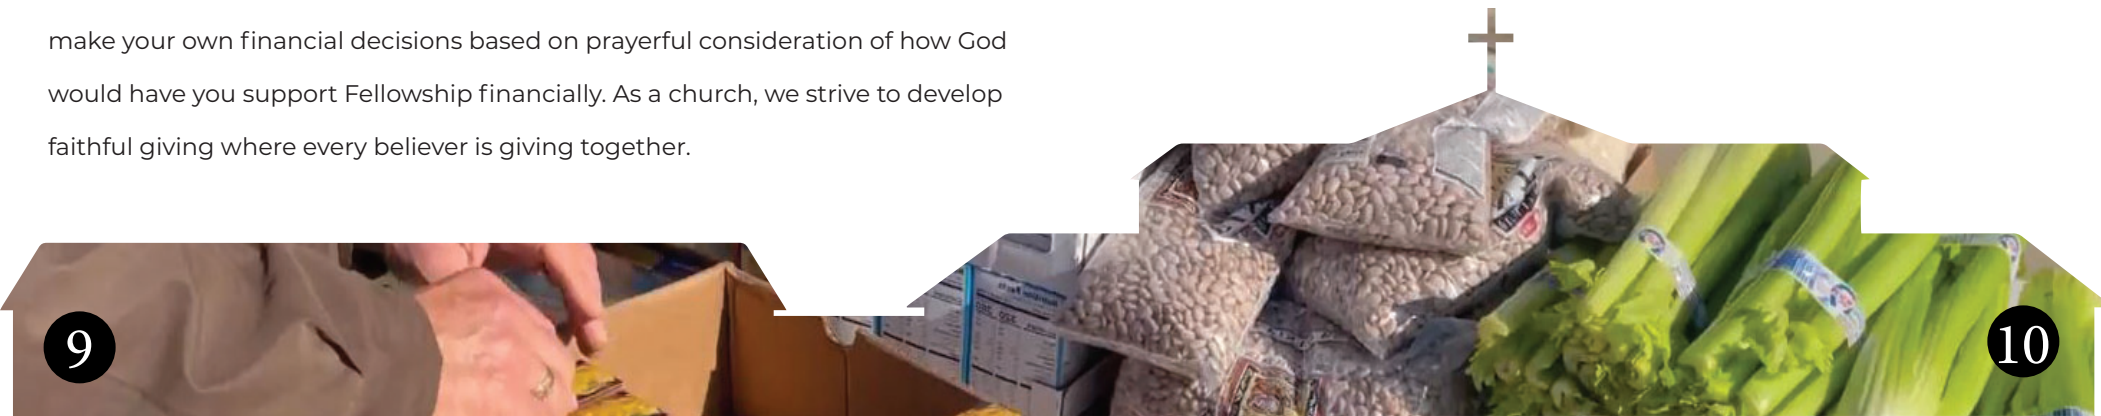 make your own financial decisions based on prayerful consideration of how God
would have you support Fellowship financially. As a church, we strive to develop
faithful giving where every believer is giving together.
9
10